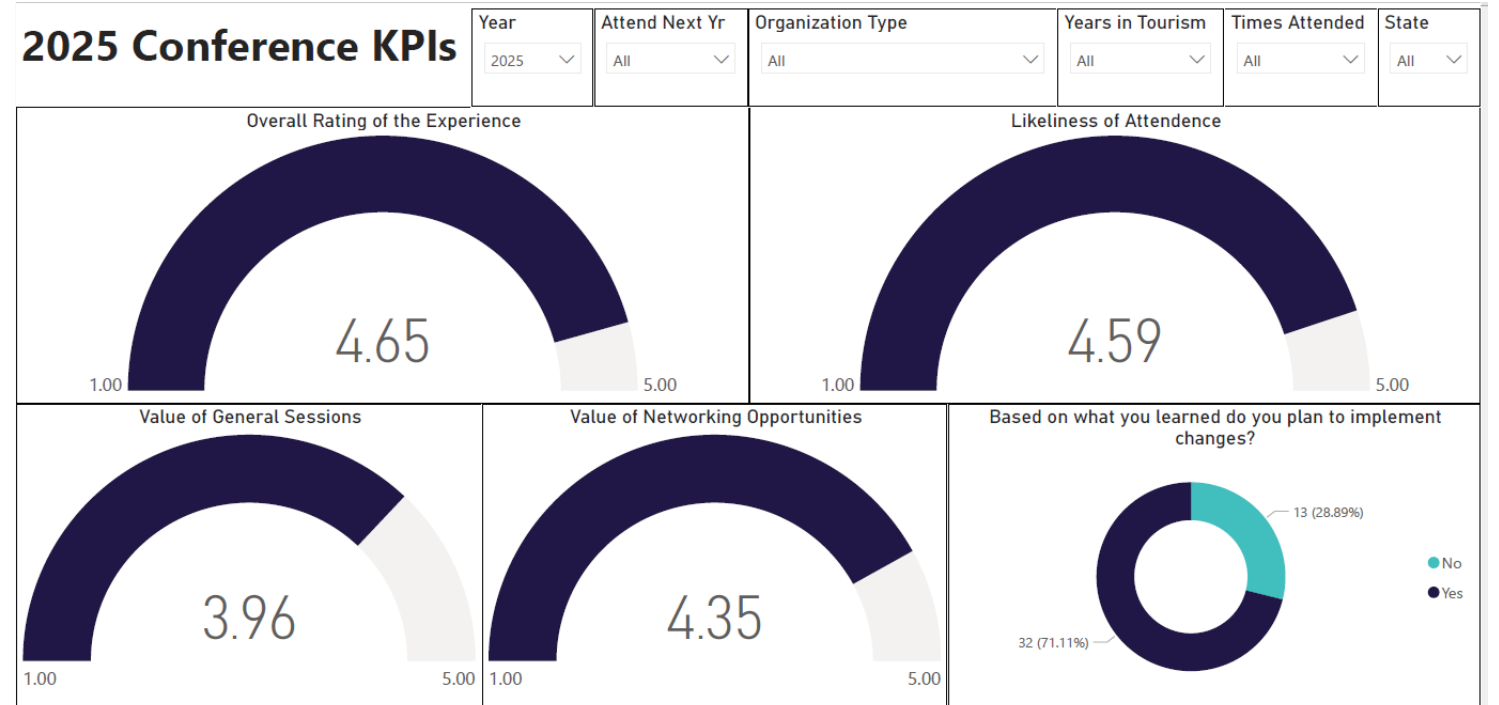 2025 Conference KPIs
Year
2025
Attend Next Yr
All
Organization Type
All
Years in Tourism
All
Times Attended
All
State
All
Overall Rating of the Experience
4.65
1.00
5.00
Likeliness of Attendence
4.59
1.00
5.00
Value of General Sessions
3.96
1.00
5.00
Value of Networking Opportunities
4.35
1.00
5.00
Based on what you learned do you plan to implement
changes?
13 (28.89%)
32 (71.11%)
No
Yes